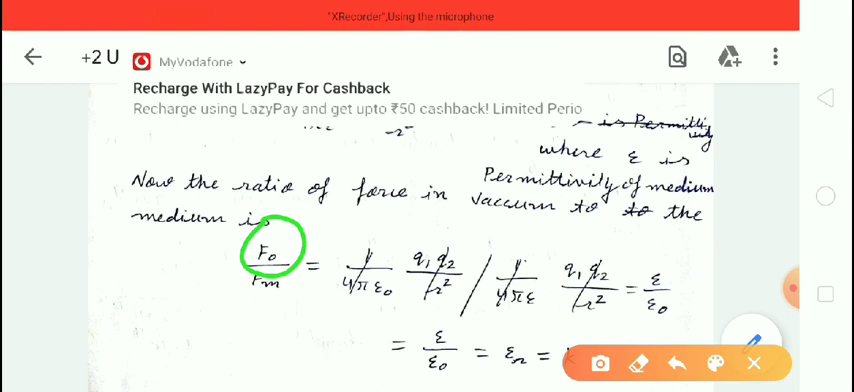 "XRecorder",Using the microphone
+2 U
MyVodafone
Recharge With LazyPay For Cashback
Recharge using LazyPay and get upto ₹50 cashback! Limited Perio
is Permittivity
where ε is
Permittivity of medium
Now the ratio of force in vaccum to to the
medium is
F₀/Fm = 1/4πε₀ q₁q₂/r² / 1/4πε q₁q₂/r² = ε/ε₀
= ε/ε₀ = εr =